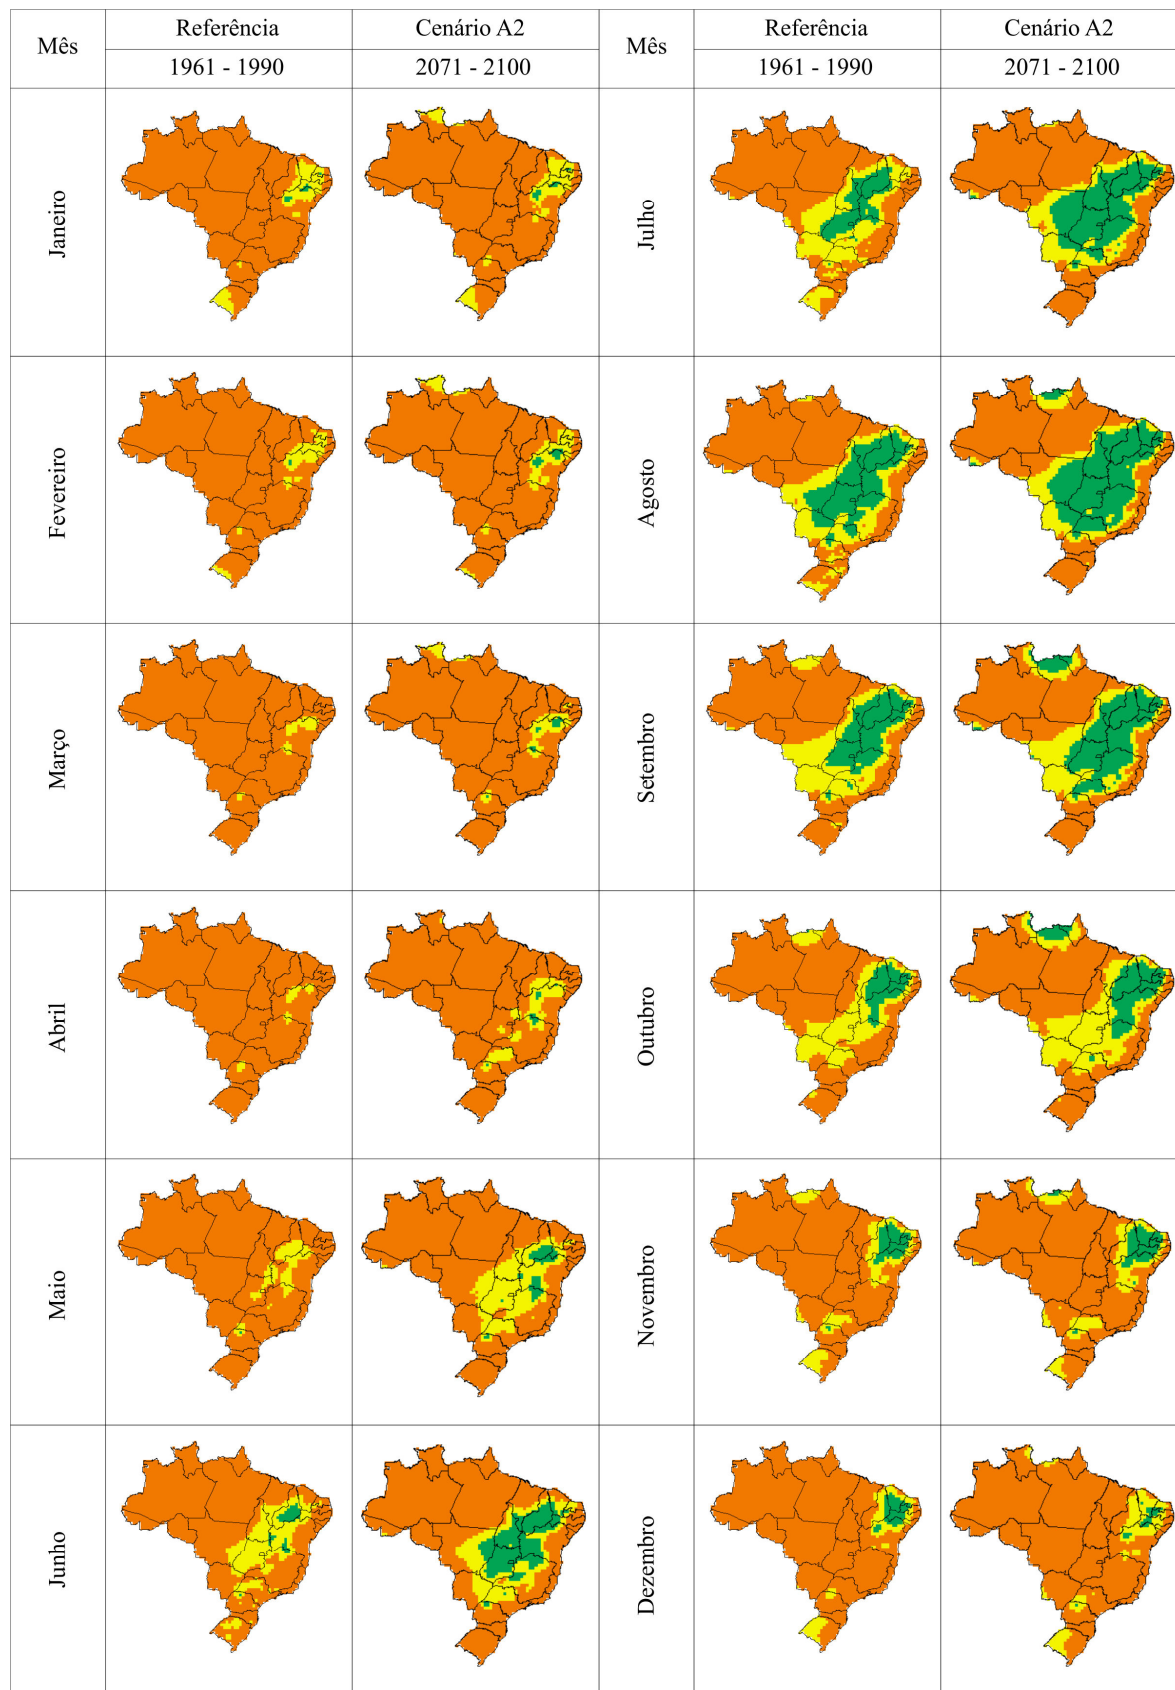 Mês Referência Cenário A2 Mês Referência Cenário A2
1961 - 1990 2071 - 2100 1961 - 1990 2071 - 2100
Janeiro Julho
Fevereiro Agosto
Março Setembro
Abril Outubro
Maio Novembro
Junho Dezembro